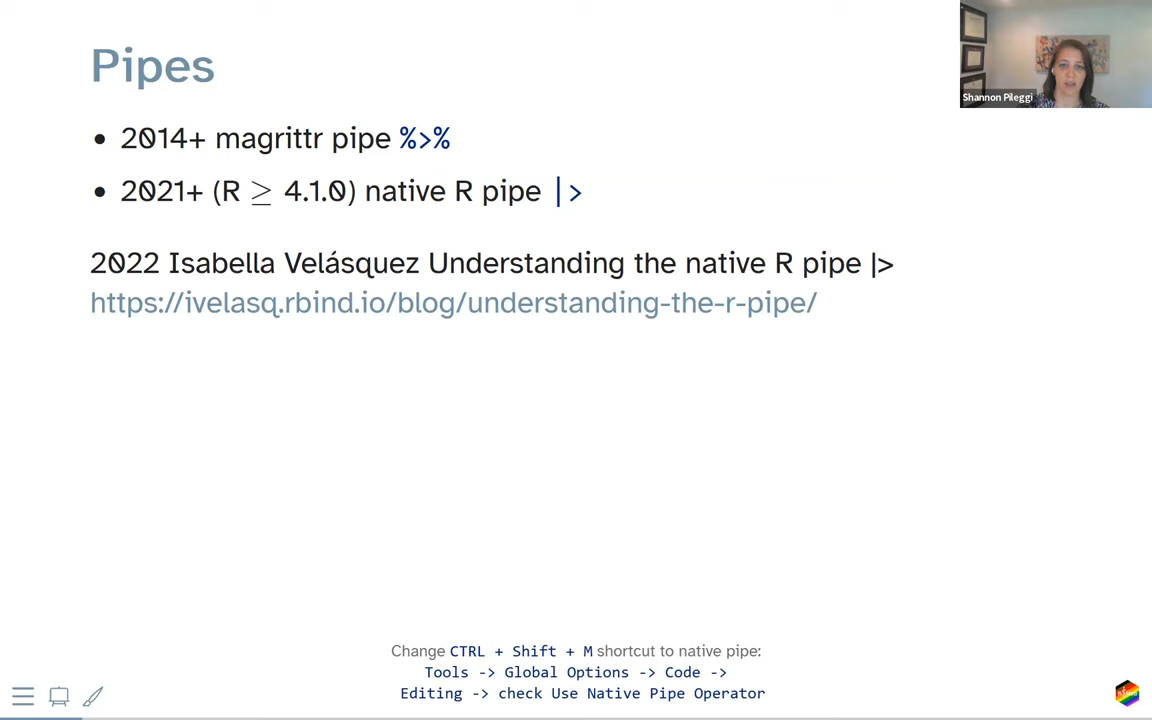 Pipes
Shannon Pileggi
• 2014+ magrittr pipe %>%
• 2021+ (R ≥ 4.1.0) native R pipe |>
2022 Isabella Velásquez Understanding the native R pipe |>
https://ivelasq.rbind.io/blog/understanding-the-r-pipe/
Change CTRL + Shift + M shortcut to native pipe:
Tools -> Global Options -> Code ->
Editing -> check Use Native Pipe Operator